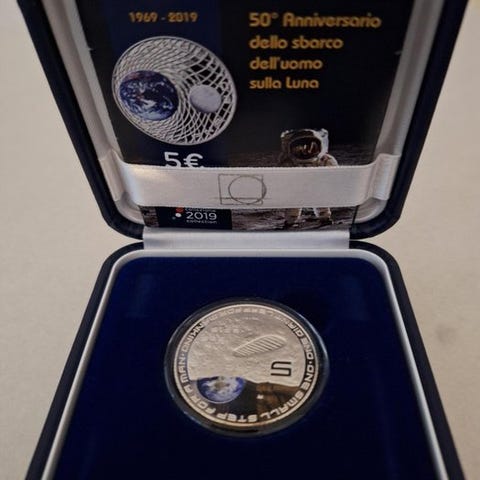 1969 - 2019
50° Anniversario
dello sbarco
dell'uomo
sulla Luna
5€
2019
collection
ONE SMALL STEP FOR A MAN
5